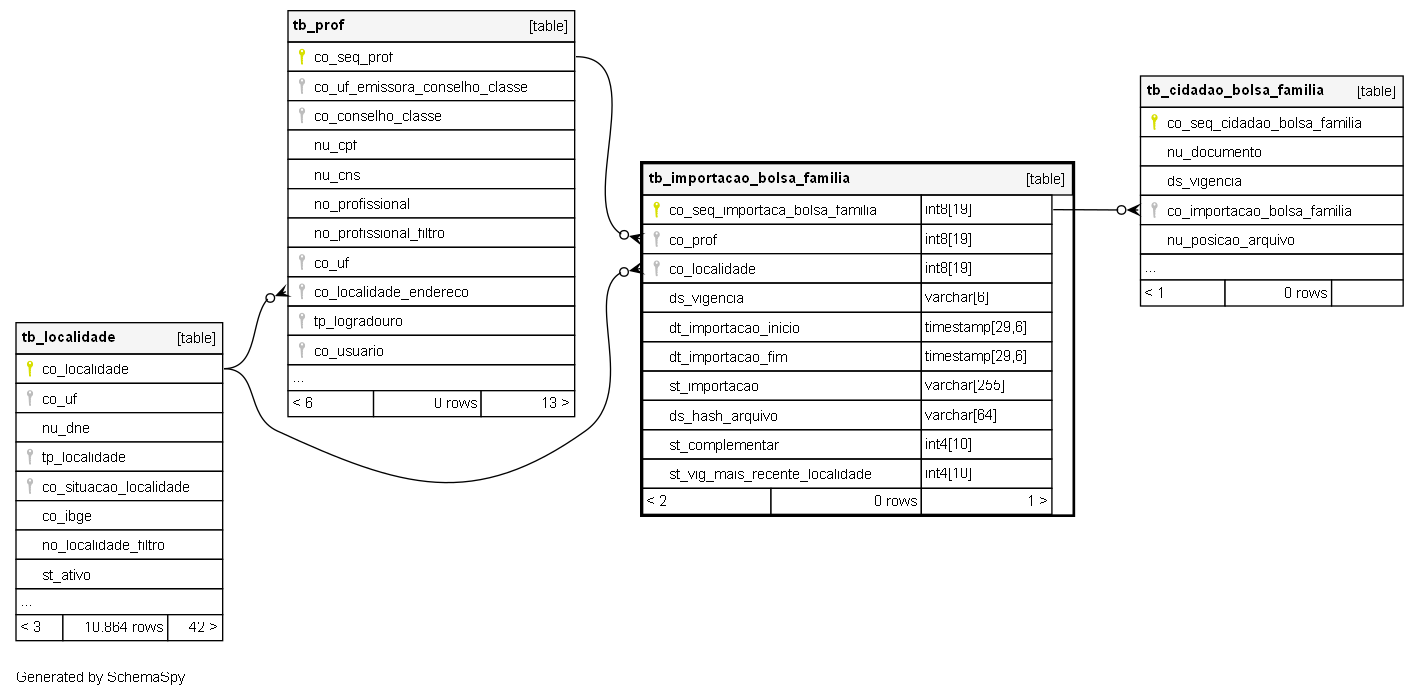 tb_prof [table]
co_seq_prof
co_uf_emissora_conselho_classe
co_conselho_classe
nu_cpf
nu_cns
no_profissional
no_profissional_filtro
co_uf
co_localidade_endereco
tp_logradouro
co_usuario
...
< 6 0 rows 13 >
tb_localidade [table]
co_localidade
co_uf
nu_dne
tp_localidade
co_situacao_localidade
co_ibge
no_localidade_filtro
st_ativo
...
< 3 10.864 rows 42 >
tb_importacao_bolsa_familia [table]
co_seq_importaca_bolsa_familia int8[19]
co_prof int8[19]
co_localidade int8[19]
ds_vigencia varchar[6]
dt_importacao_inicio timestamp[29,6]
dt_importacao_fim timestamp[29,6]
st_importacao varchar[255]
ds_hash_arquivo varchar[64]
st_complementar int4[10]
st_vig_mais_recente_localidade int4[10]
< 2 0 rows 1 >
tb_cidadao_bolsa_familia [table]
co_seq_cidadao_bolsa_familia
nu_documento
ds_vigencia
co_importacao_bolsa_familia
nu_posicao_arquivo
...
< 1 0 rows
Generated by SchemaSpy